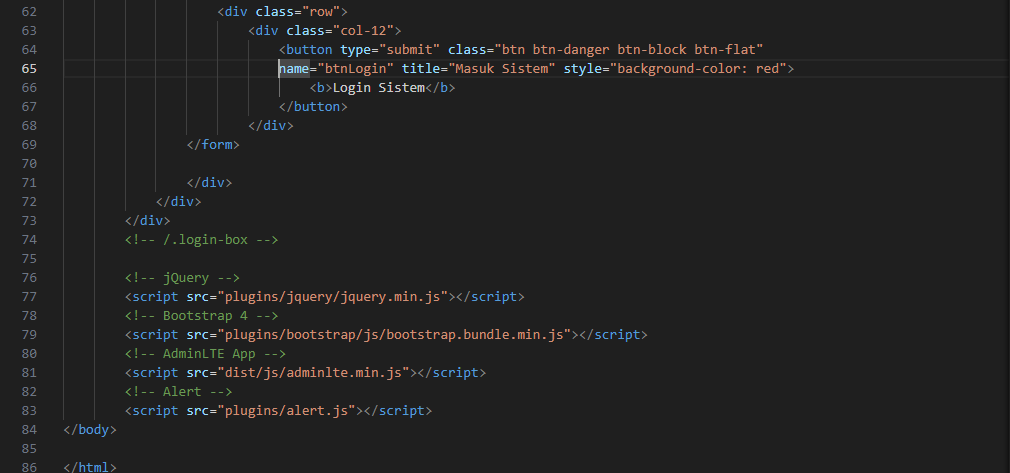 62 <div class="row">
63 <div class="col-12">
64 <button type="submit" class="btn btn-danger btn-block btn-flat"
65 name="btnLogin" title="Masuk Sistem" style="background-color: red">
66 <b>Login Sistem</b>
67 </button>
68 </div>
69 </form>
70
71 </div>
72 </div>
73 </div>
74 <!-- /.login-box -->
75
76 <!-- jQuery -->
77 <script src="plugins/jquery/jquery.min.js"></script>
78 <!-- Bootstrap 4 -->
79 <script src="plugins/bootstrap/js/bootstrap.bundle.min.js"></script>
80 <!-- AdminLTE App -->
81 <script src="dist/js/adminlte.min.js"></script>
82 <!-- Alert -->
83 <script src="plugins/alert.js"></script>
84 </body>
85
86 </html>